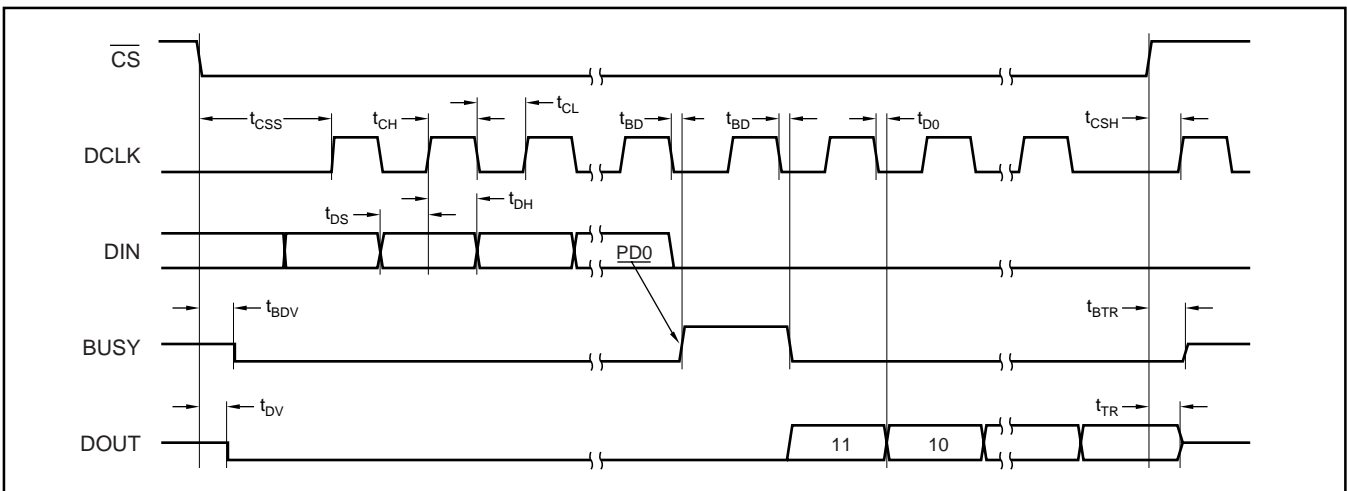 CS
tCSS
tCH
tCL
tBD
tBD
tD0
tCSH
DCLK
tDS
tDH
DIN
PD0
tBDV
tBTR
BUSY
tDV
tTR
DOUT
11
10